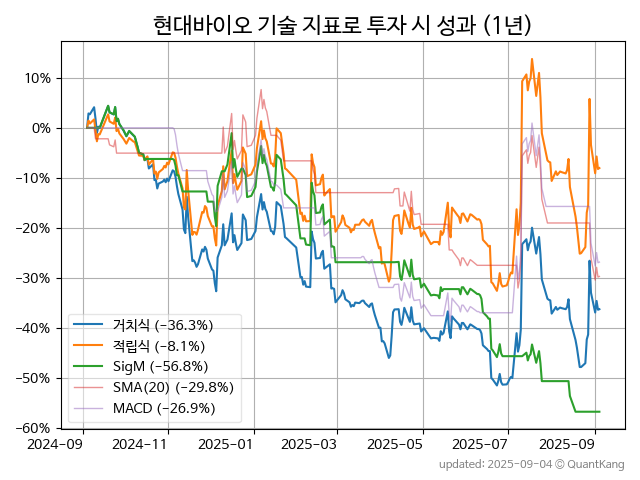 현대바이오 기술 지표로 투자 시 성과 (1년)
10%
0%
−10%
−20%
−30%
−40%
−50%
−60%
거치식 (−36.3%)
적립식 (−8.1%)
SigM (−56.8%)
SMA(20) (−29.8%)
MACD (−26.9%)
2024-09 2024-11 2025-01 2025-03 2025-05 2025-07 2025-09
updated: 2025-09-04 © QuantKang